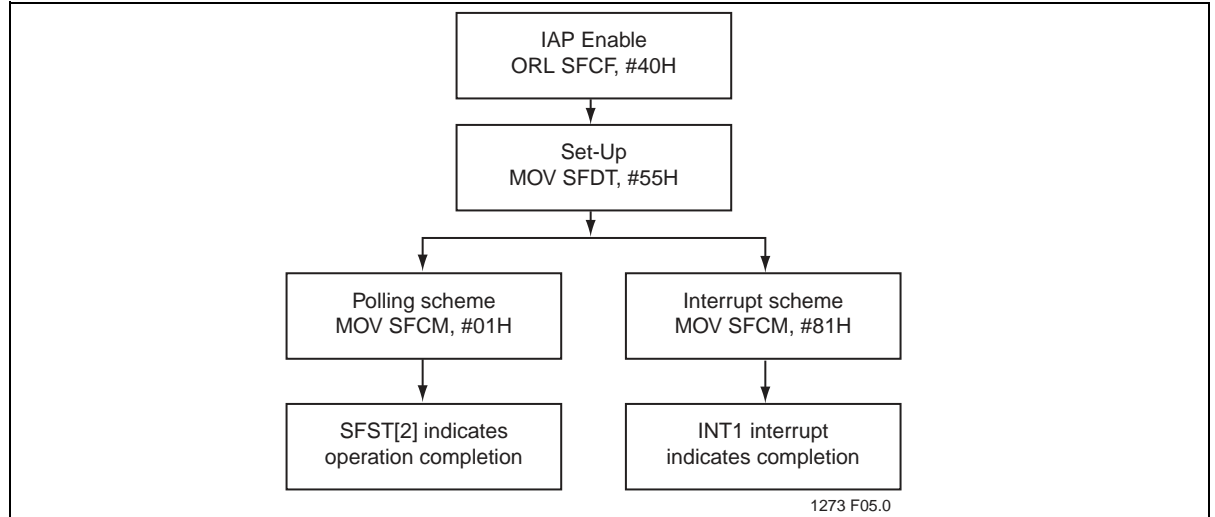 IAP Enable
ORL SFCF, #40H
Set-Up
MOV SFDT, #55H
Polling scheme
MOV SFCM, #01H
Interrupt scheme
MOV SFCM, #81H
SFST[2] indicates
operation completion
INT1 interrupt
indicates completion
1273 F05.0